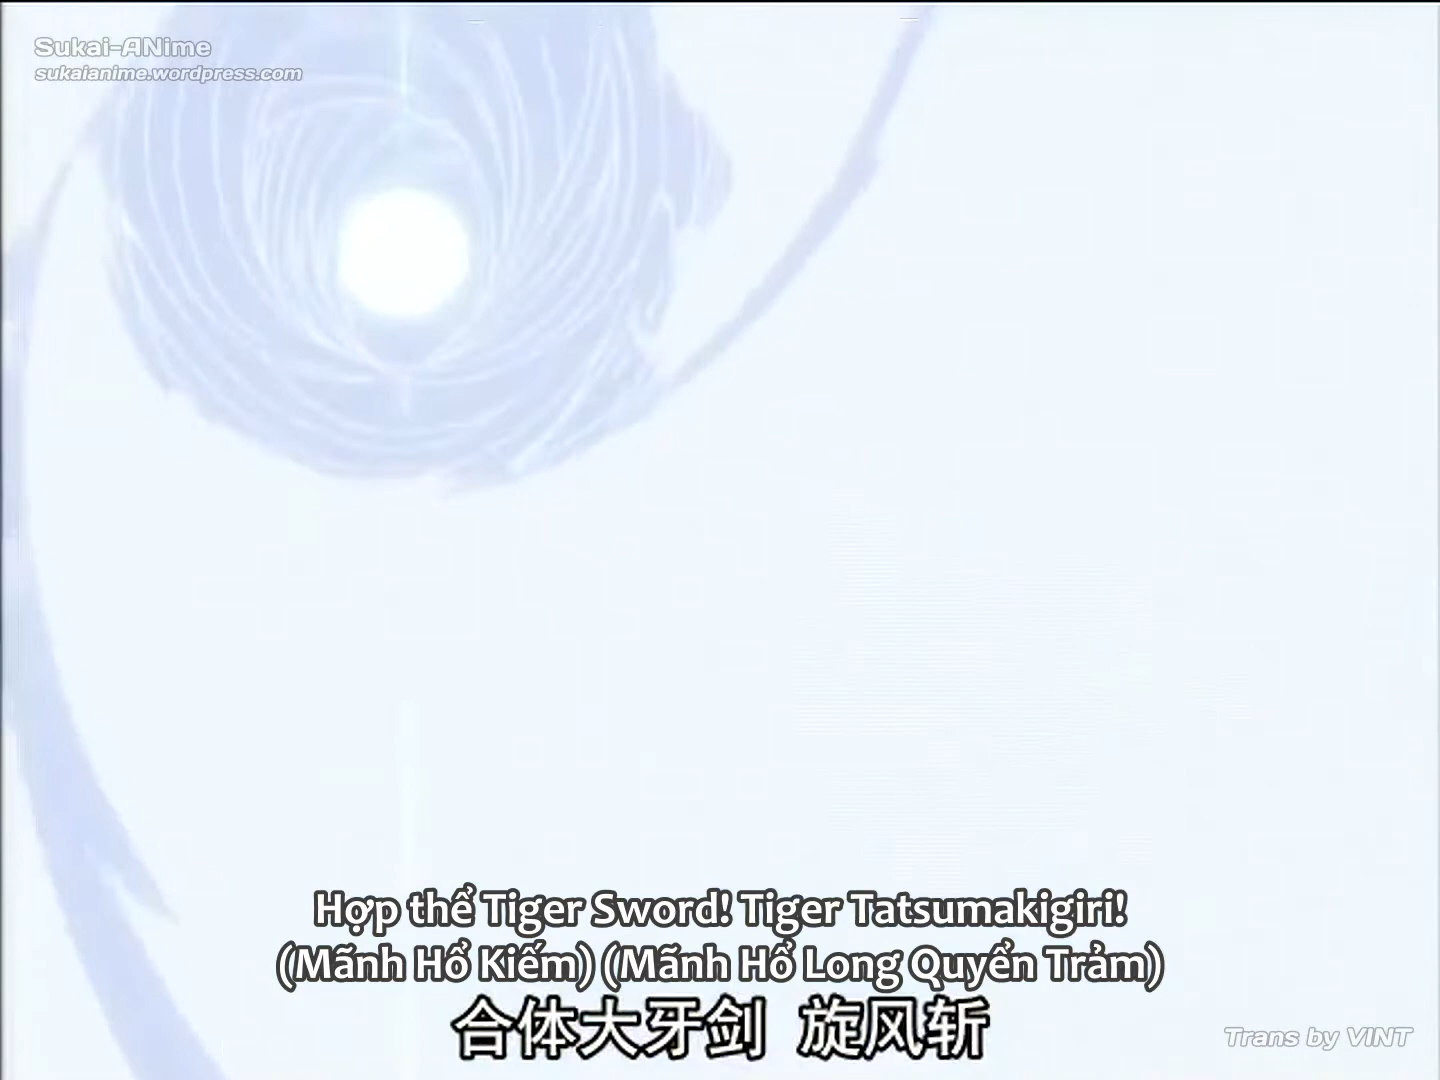 Sukai-ANime
sukaianime.wordpress.com
Hợp thể Tiger Sword! Tiger Tatsumakigiri!
(Mãnh Hổ Kiếm) (Mãnh Hổ Long Quyển Trảm)
合体大牙剑 旋风斩
Trans by VINT